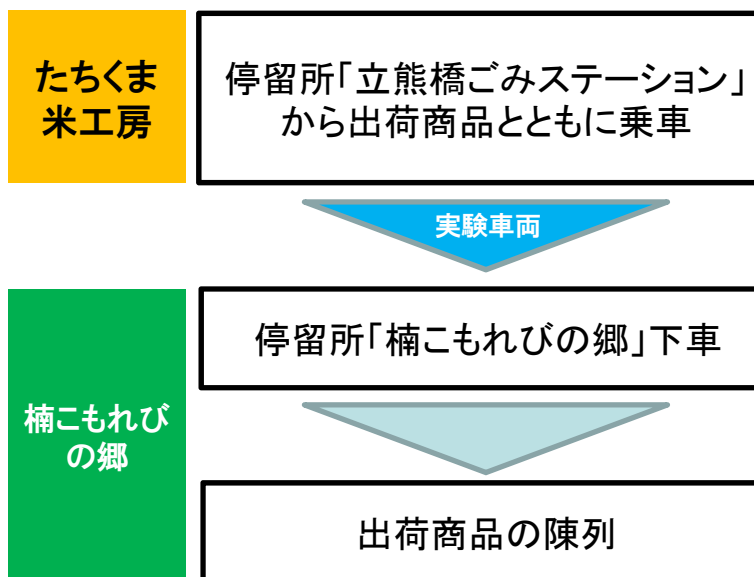 たちくま
米工房
停留所「立熊橋ごみステーション」
から出荷商品とともに乗車
実験車両
楠こもれび
の郷
停留所「楠こもれびの郷」下車
出荷商品の陳列